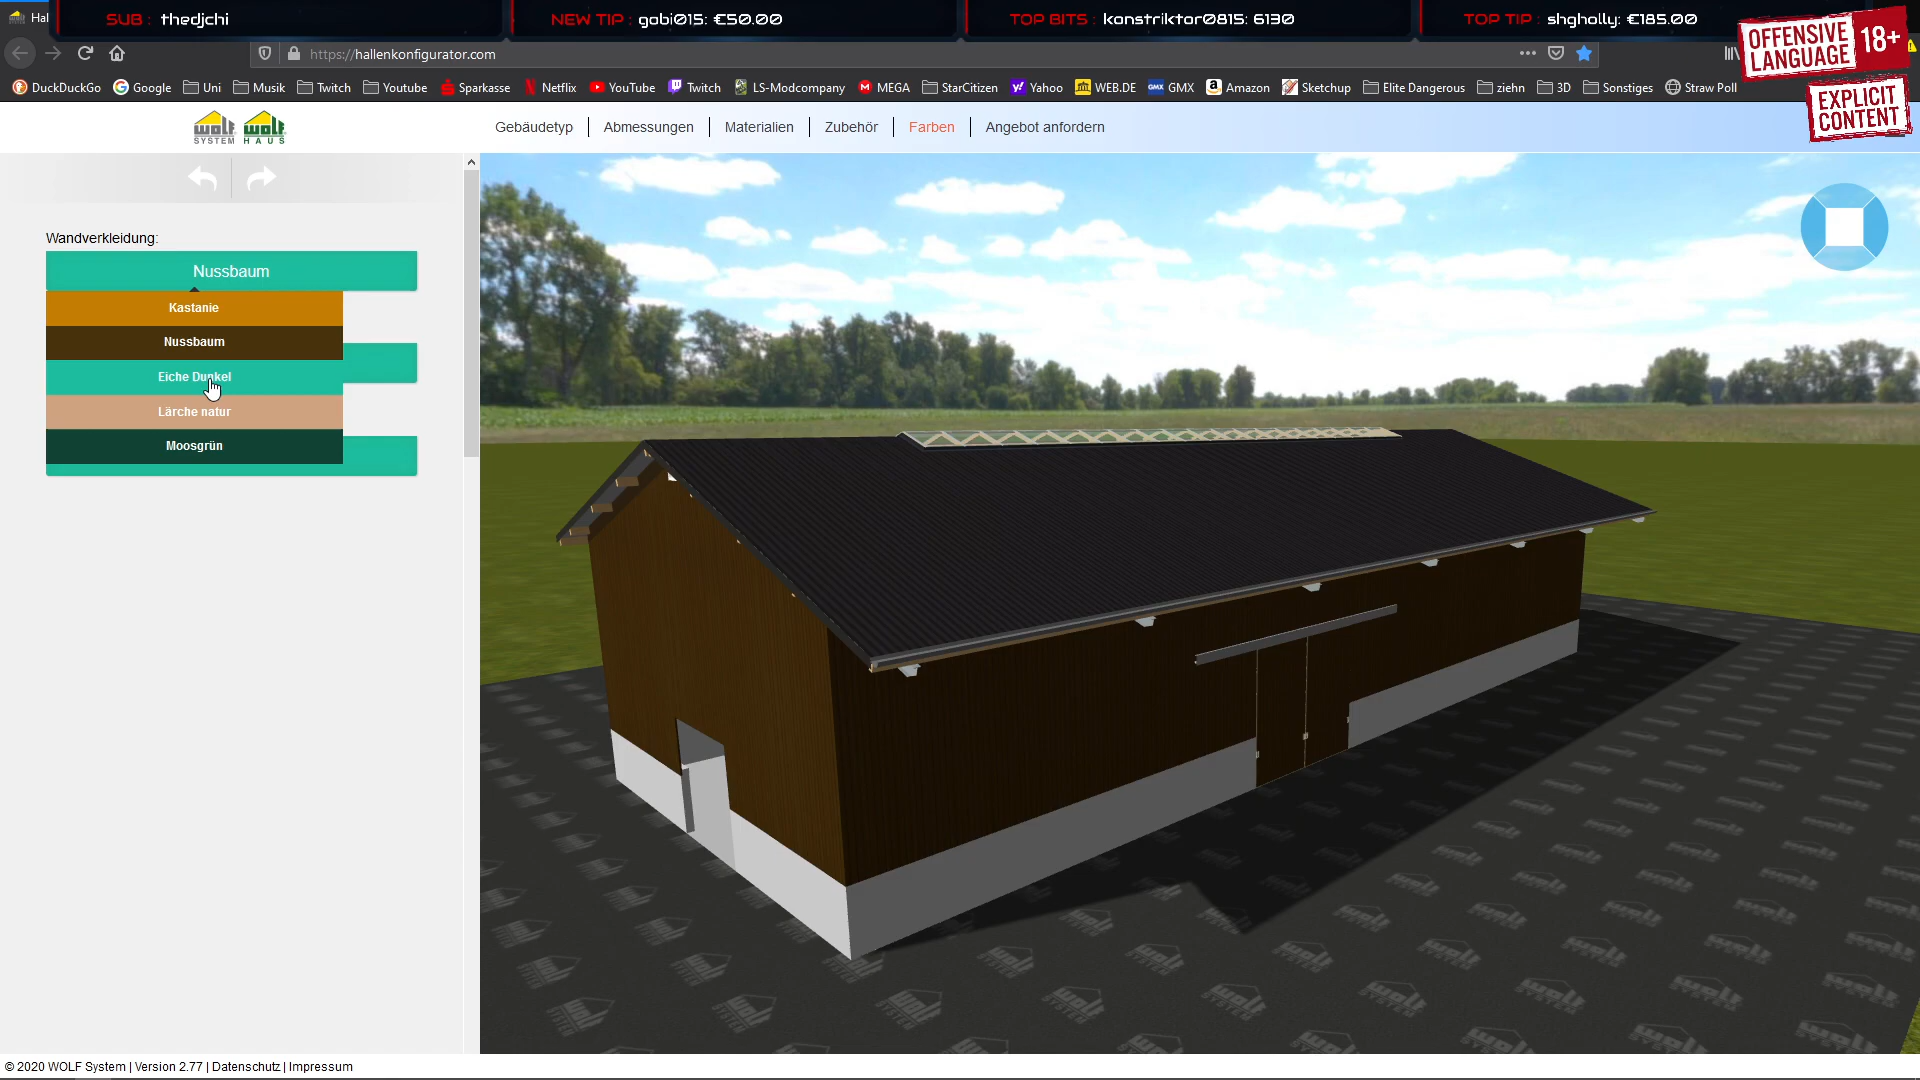 SUB : thedjchi
NEW TIP : gabi015: €50.00
TOP BITS : konstriktor0815: 6130
TOP TIP : shgholly: €185.00
OFFENSIVE LANGUAGE 18+
EXPLICIT CONTENT
Hal
https://hallenkonfigurator.com
DuckDuckGo
Google
Uni
Musik
Twitch
Youtube
Sparkasse
Netflix
YouTube
Twitch
LS-Modcompany
MEGA
StarCitizen
Yahoo
WEB.DE
GMX
Amazon
Sketchup
Elite Dangerous
ziehn
3D
Sonstiges
Straw Poll
wolf SYSTEM
wolf HAUS
Gebäudetyp
Abmessungen
Materialien
Zubehör
Farben
Angebot anfordern
Wandverkleidung:
Nussbaum
Kastanie
Nussbaum
Eiche Dunkel
Lärche natur
Moosgrün
© 2020 WOLF System | Version 2.77 | Datenschutz | Impressum